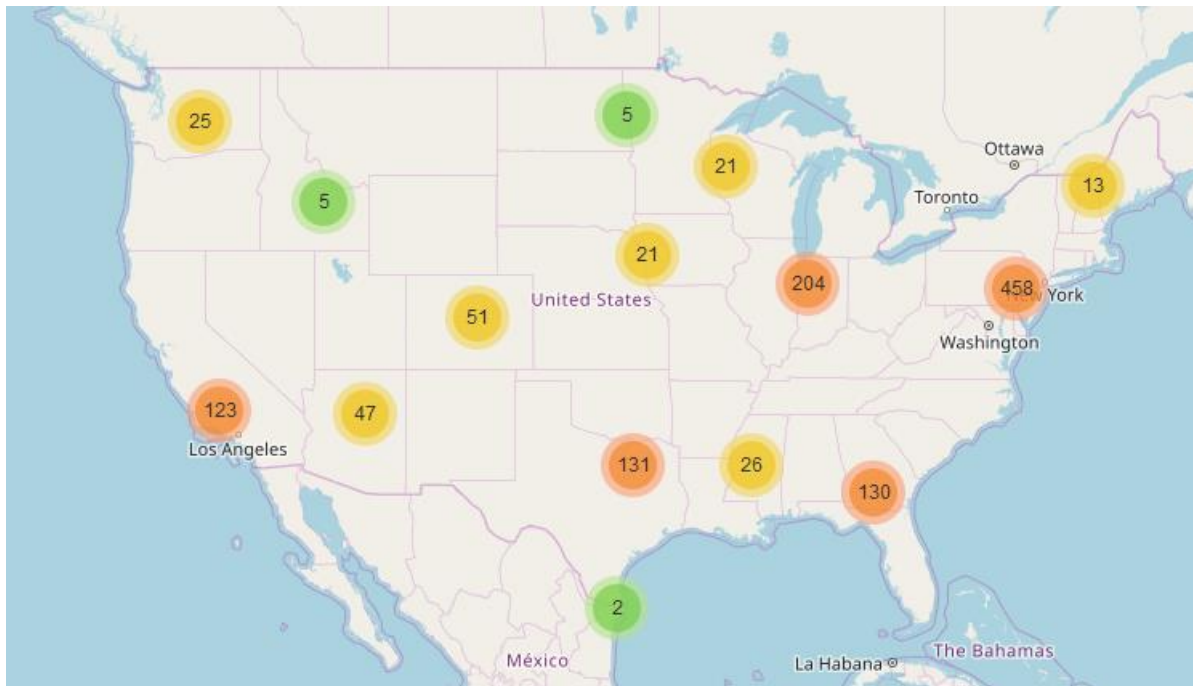 25
5
5
21
Ottawa
13
Toronto
21
204
458
New York
United States
51
Washington
123
47
Los Angeles
131
26
130
2
México
La Habana
The Bahamas